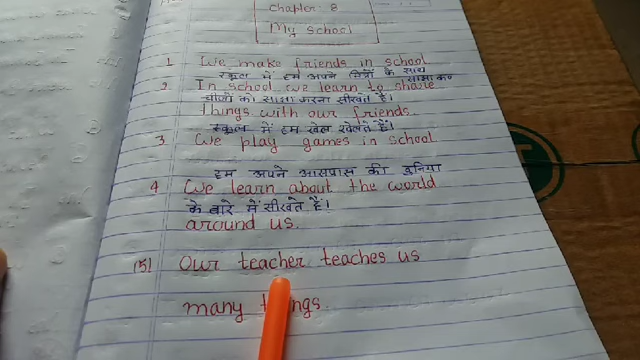 chapter : 8
My school
1 We make friends in school
स्कूल में हम अपने मित्रों के साथ
2 In school we learn to share
चीजों का साझा करना सीखते हैं।
things with our friends
स्कूल में हम खेल खेलते हैं।
3 We play games in school
हम अपने आसपास की दुनिया
4 We learn about the world
के बारे में सीखते हैं।
around us.
(5) Our teacher teaches us
many things.